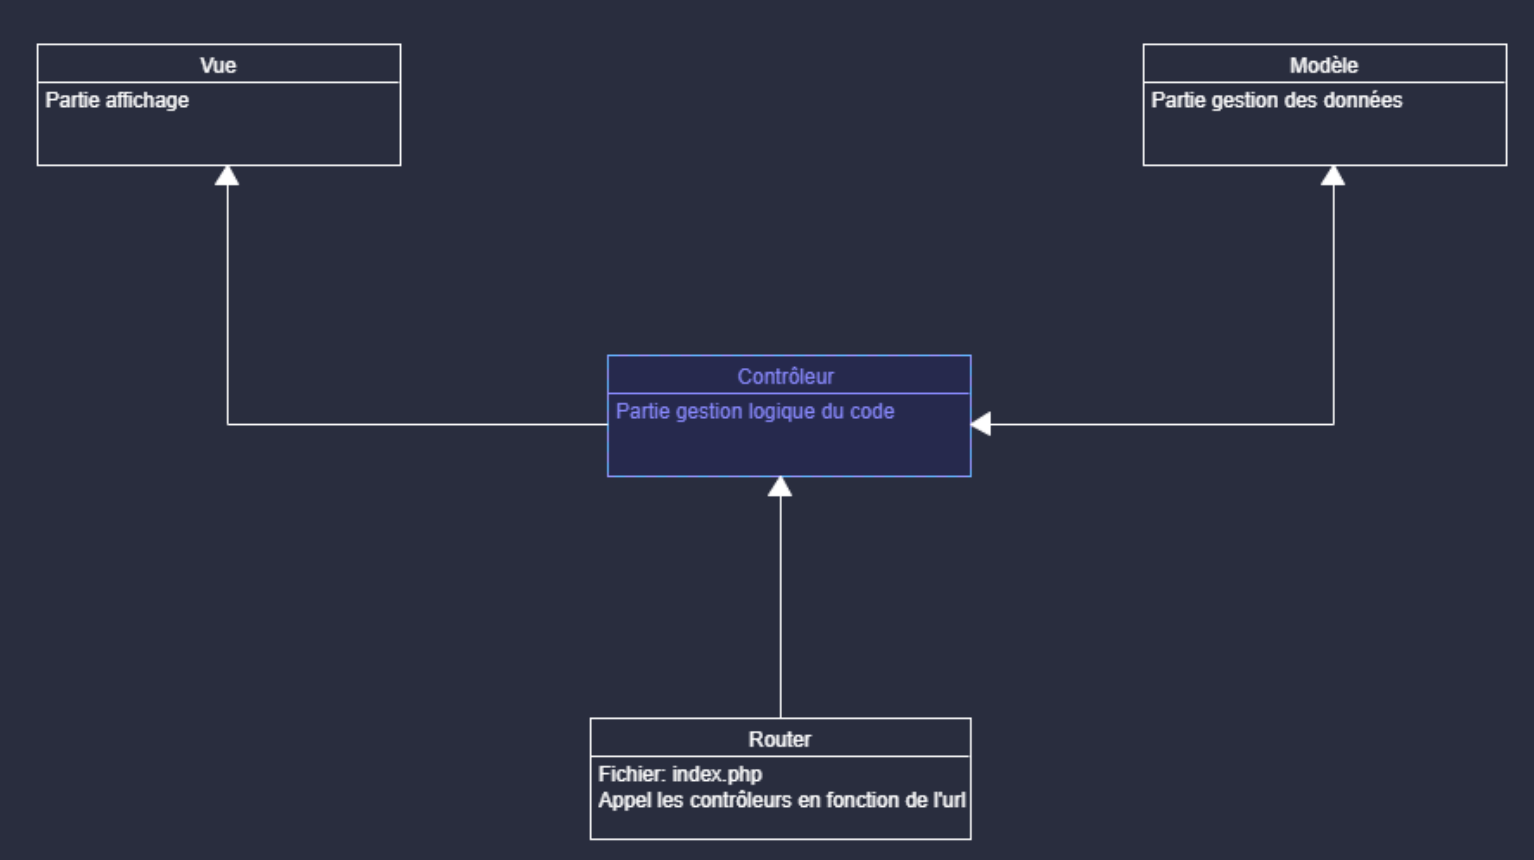 Vue
Partie affichage
Modèle
Partie gestion des données
Contrôleur
Partie gestion logique du code
Router
Fichier: index.php
Appel les contrôleurs en fonction de l'url